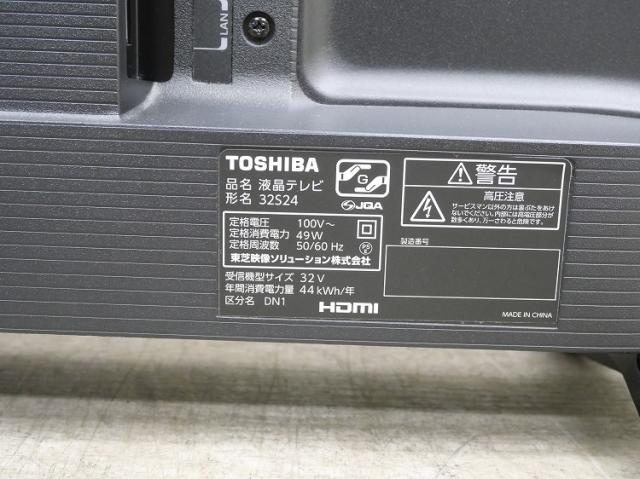 LAN
TOSHIBA
品名 液晶テレビ
形名 32S24
G
JQA
定格電圧 100V～
定格消費電力 49W
定格周波数 50/60 Hz
PS
E
東芝映像ソリューション株式会社
受信機型サイズ 32V
年間消費電力量 44kWh/年
区分名 DN1
HDMI
警告
高圧注意
サービスマン以外の方は裏ぶたをあけ
ないでください。内部には高電圧部分が
数多くあり、万一さわると危険です。
製造番号
MADE IN CHINA